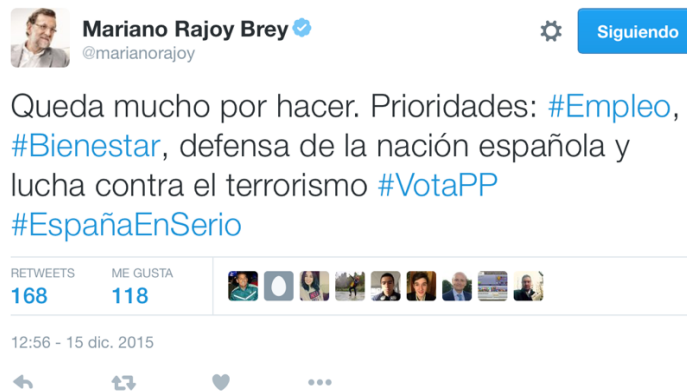 Mariano Rajoy Brey
@marianorajoy
Siguiendo
Queda mucho por hacer. Prioridades: #Empleo,
#Bienestar, defensa de la nación española y
lucha contra el terrorismo #VotaPP
#EspañaEnSerio
RETWEETS
168
ME GUSTA
118
12:56 - 15 dic. 2015